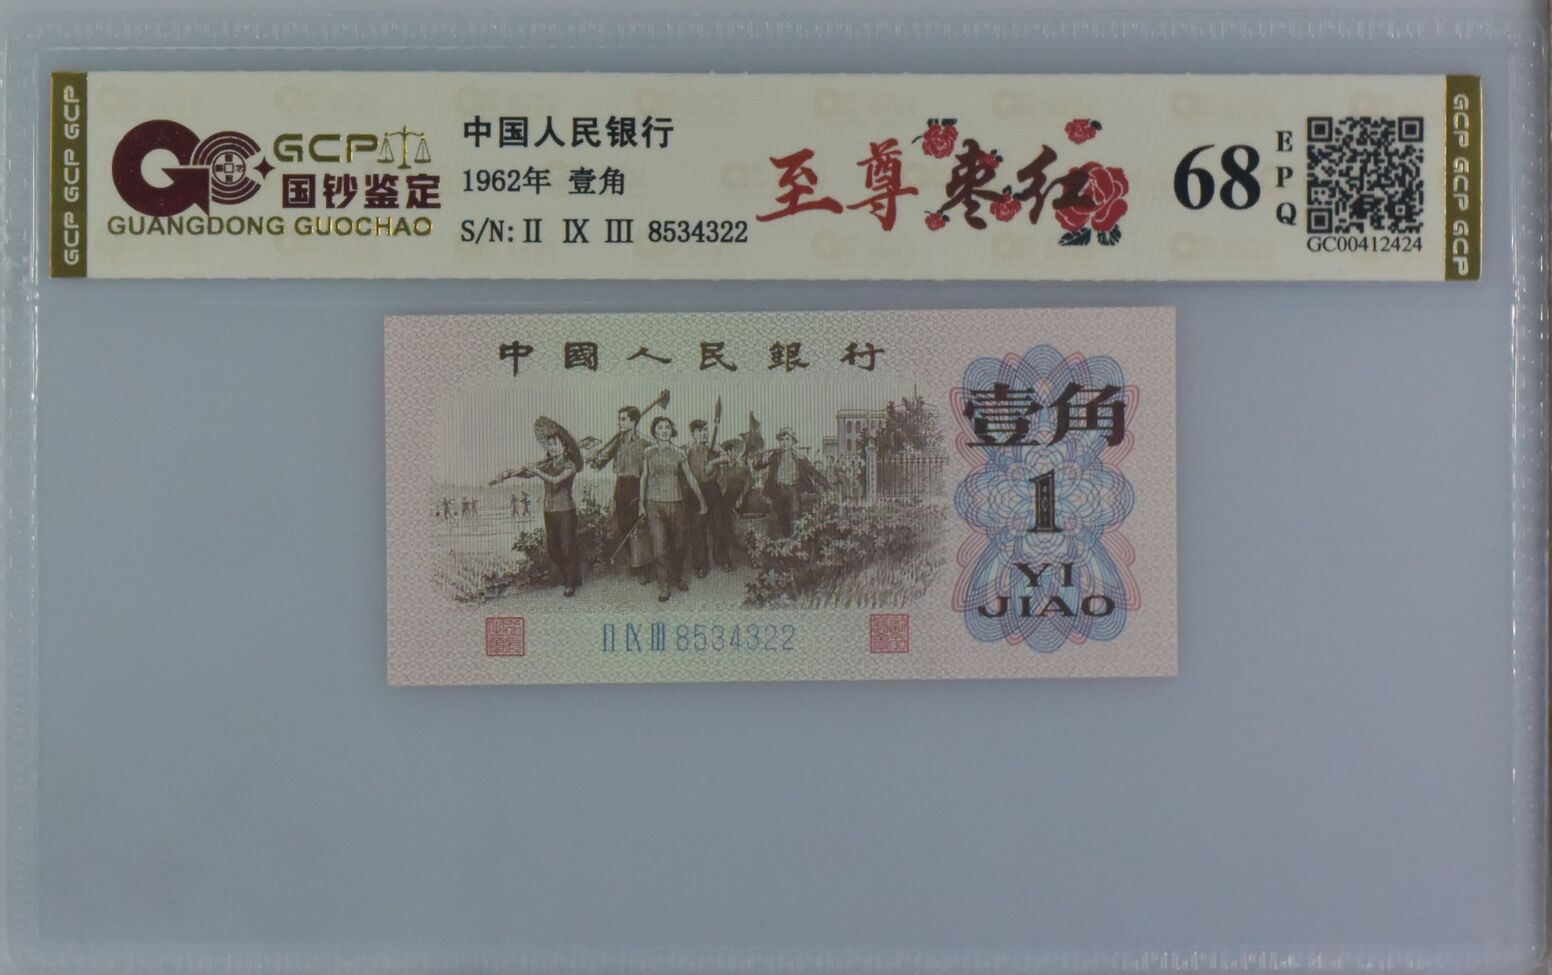 GCP GCP GCP
GCP
国钞鉴定
GUANGDONG GUOCHAO
中国人民银行
1962年 壹角
S/N: II IX III 8534322
至尊枣红
68
EPQ
GC00412424
GCP GCP GCP
中國人民銀行
壹角
1
YI
JIAO
II IX III 8534322